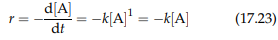 r = −d[A]/dt = −k[A]¹ = −k[A] (17.23)